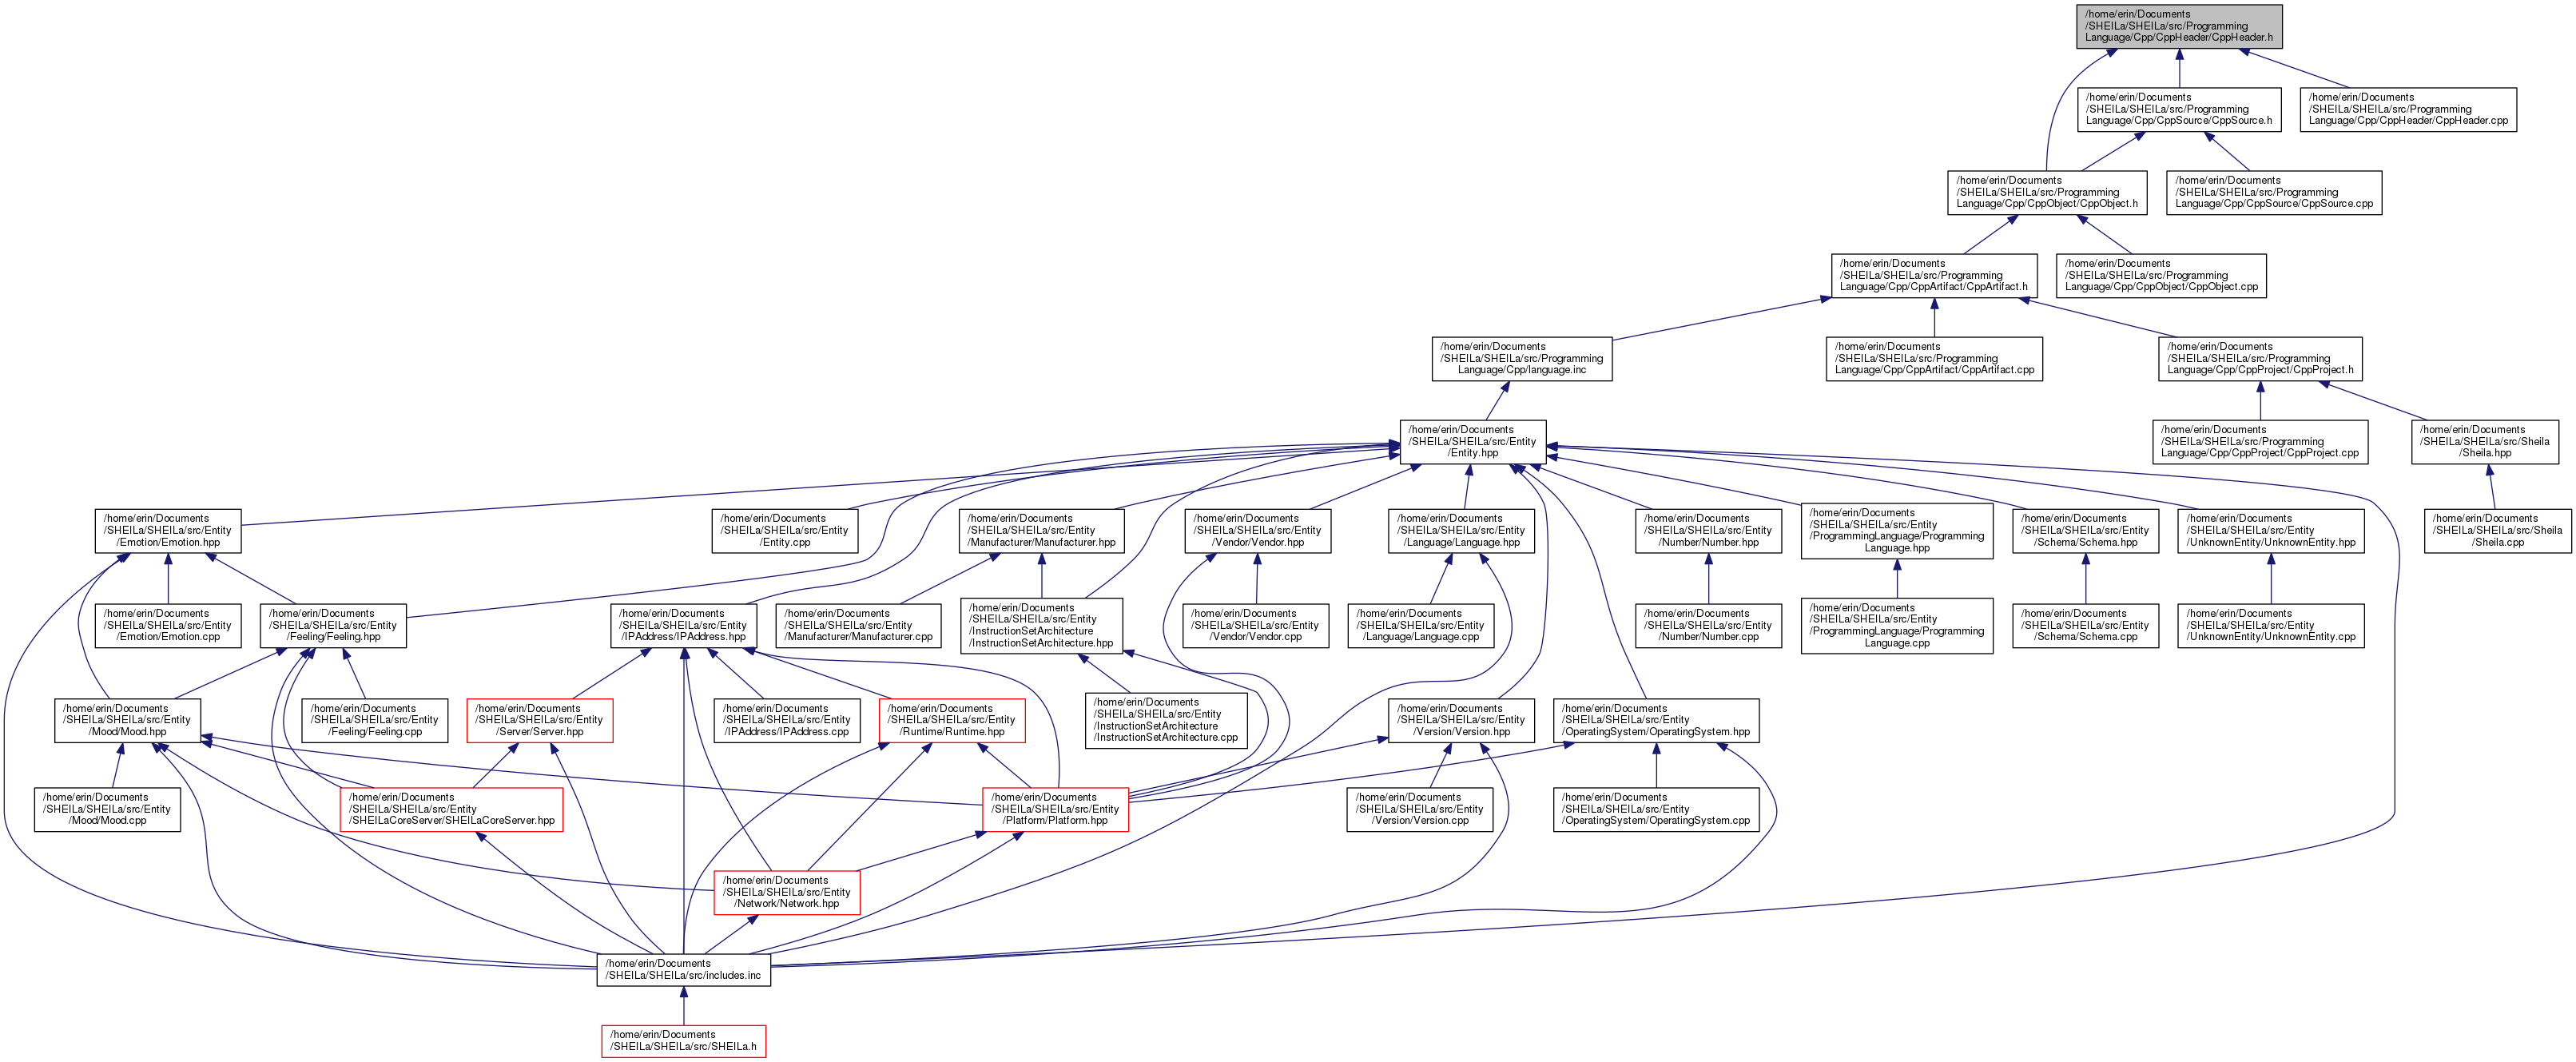 /home/erin/Documents
/SHEILa/SHEILa/src/Programming
Language/Cpp/CppHeader/CppHeader.h
/home/erin/Documents
/SHEILa/SHEILa/src/Programming
Language/Cpp/CppSource/CppSource.h
/home/erin/Documents
/SHEILa/SHEILa/src/Programming
Language/Cpp/CppHeader/CppHeader.cpp
/home/erin/Documents
/SHEILa/SHEILa/src/Programming
Language/Cpp/CppObject/CppObject.h
/home/erin/Documents
/SHEILa/SHEILa/src/Programming
Language/Cpp/CppSource/CppSource.cpp
/home/erin/Documents
/SHEILa/SHEILa/src/Programming
Language/Cpp/CppArtifact/CppArtifact.h
/home/erin/Documents
/SHEILa/SHEILa/src/Programming
Language/Cpp/CppObject/CppObject.cpp
/home/erin/Documents
/SHEILa/SHEILa/src/Programming
Language/Cpp/language.inc
/home/erin/Documents
/SHEILa/SHEILa/src/Programming
Language/Cpp/CppArtifact/CppArtifact.cpp
/home/erin/Documents
/SHEILa/SHEILa/src/Programming
Language/Cpp/CppProject/CppProject.h
/home/erin/Documents
/SHEILa/SHEILa/src/Entity
/Entity.hpp
/home/erin/Documents
/SHEILa/SHEILa/src/Programming
Language/Cpp/CppProject/CppProject.cpp
/home/erin/Documents
/SHEILa/SHEILa/src/Sheila
/Sheila.hpp
/home/erin/Documents
/SHEILa/SHEILa/src/Entity
/Emotion/Emotion.hpp
/home/erin/Documents
/SHEILa/SHEILa/src/Entity
/Entity.cpp
/home/erin/Documents
/SHEILa/SHEILa/src/Entity
/Manufacturer/Manufacturer.hpp
/home/erin/Documents
/SHEILa/SHEILa/src/Entity
/Vendor/Vendor.hpp
/home/erin/Documents
/SHEILa/SHEILa/src/Entity
/Language/Language.hpp
/home/erin/Documents
/SHEILa/SHEILa/src/Entity
/Number/Number.hpp
/home/erin/Documents
/SHEILa/SHEILa/src/Entity
/ProgrammingLanguage/Programming
Language.hpp
/home/erin/Documents
/SHEILa/SHEILa/src/Entity
/Schema/Schema.hpp
/home/erin/Documents
/SHEILa/SHEILa/src/Entity
/UnknownEntity/UnknownEntity.hpp
/home/erin/Documents
/SHEILa/SHEILa/src/Sheila
/Sheila.cpp
/home/erin/Documents
/SHEILa/SHEILa/src/Entity
/Emotion/Emotion.cpp
/home/erin/Documents
/SHEILa/SHEILa/src/Entity
/Feeling/Feeling.hpp
/home/erin/Documents
/SHEILa/SHEILa/src/Entity
/IPAddress/IPAddress.hpp
/home/erin/Documents
/SHEILa/SHEILa/src/Entity
/Manufacturer/Manufacturer.cpp
/home/erin/Documents
/SHEILa/SHEILa/src/Entity
/InstructionSetArchitecture
/InstructionSetArchitecture.hpp
/home/erin/Documents
/SHEILa/SHEILa/src/Entity
/Vendor/Vendor.cpp
/home/erin/Documents
/SHEILa/SHEILa/src/Entity
/Language/Language.cpp
/home/erin/Documents
/SHEILa/SHEILa/src/Entity
/Number/Number.cpp
/home/erin/Documents
/SHEILa/SHEILa/src/Entity
/ProgrammingLanguage/Programming
Language.cpp
/home/erin/Documents
/SHEILa/SHEILa/src/Entity
/Schema/Schema.cpp
/home/erin/Documents
/SHEILa/SHEILa/src/Entity
/UnknownEntity/UnknownEntity.cpp
/home/erin/Documents
/SHEILa/SHEILa/src/Entity
/Mood/Mood.hpp
/home/erin/Documents
/SHEILa/SHEILa/src/Entity
/Feeling/Feeling.cpp
/home/erin/Documents
/SHEILa/SHEILa/src/Entity
/Server/Server.hpp
/home/erin/Documents
/SHEILa/SHEILa/src/Entity
/IPAddress/IPAddress.cpp
/home/erin/Documents
/SHEILa/SHEILa/src/Entity
/Runtime/Runtime.hpp
/home/erin/Documents
/SHEILa/SHEILa/src/Entity
/InstructionSetArchitecture
/InstructionSetArchitecture.cpp
/home/erin/Documents
/SHEILa/SHEILa/src/Entity
/Version/Version.hpp
/home/erin/Documents
/SHEILa/SHEILa/src/Entity
/OperatingSystem/OperatingSystem.hpp
/home/erin/Documents
/SHEILa/SHEILa/src/Entity
/Mood/Mood.cpp
/home/erin/Documents
/SHEILa/SHEILa/src/Entity
/SHEILaCoreServer/SHEILaCoreServer.hpp
/home/erin/Documents
/SHEILa/SHEILa/src/Entity
/Platform/Platform.hpp
/home/erin/Documents
/SHEILa/SHEILa/src/Entity
/Version/Version.cpp
/home/erin/Documents
/SHEILa/SHEILa/src/Entity
/OperatingSystem/OperatingSystem.cpp
/home/erin/Documents
/SHEILa/SHEILa/src/Entity
/Network/Network.hpp
/home/erin/Documents
/SHEILa/SHEILa/src/includes.inc
/home/erin/Documents
/SHEILa/SHEILa/src/SHEILa.h